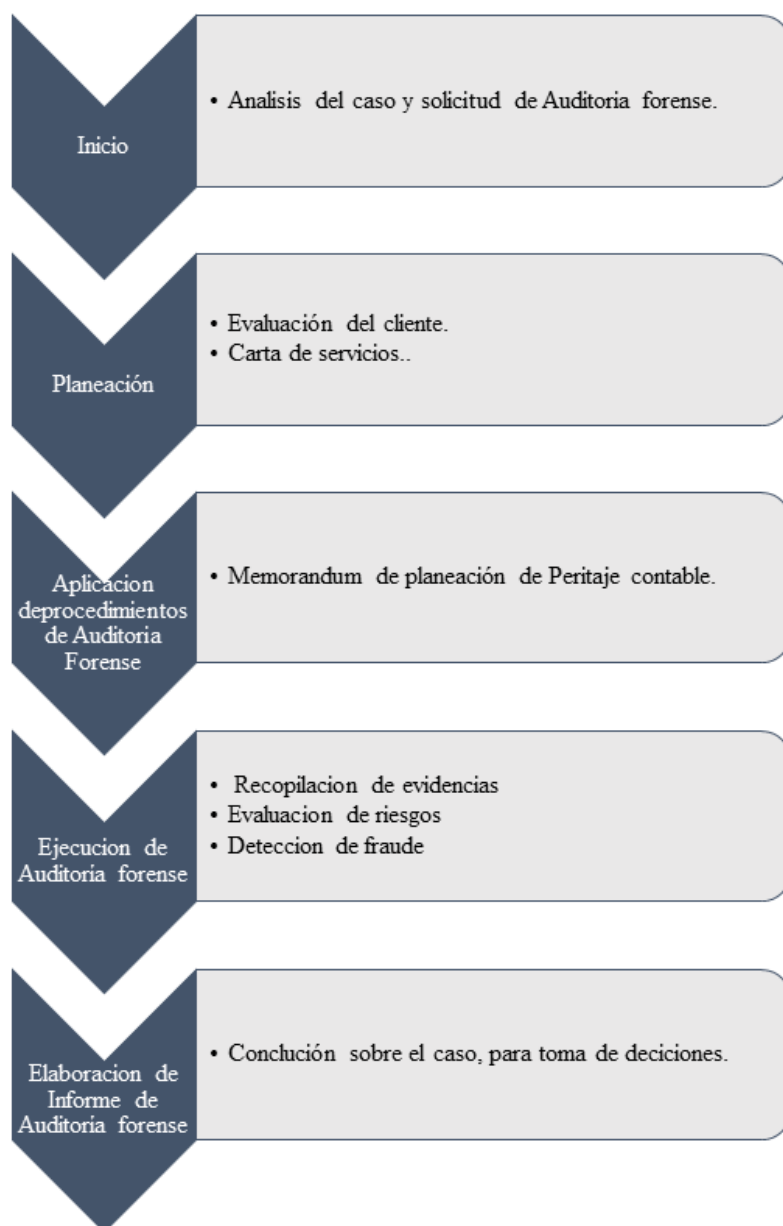 Inicio
• Analisis del caso y solicitud de Auditoria forense.
Planeación
• Evaluación del cliente.
• Carta de servicios..
Aplicacion
deprocedimientos
de Auditoria
Forense
• Memorandum de planeación de Peritaje contable.
Ejecucion de
Auditoría forense
• Recopilacion de evidencias
• Evaluacion de riesgos
• Deteccion de fraude
Elaboracion de
Informe de
Auditoría forense
• Conclución sobre el caso, para toma de deciciones.